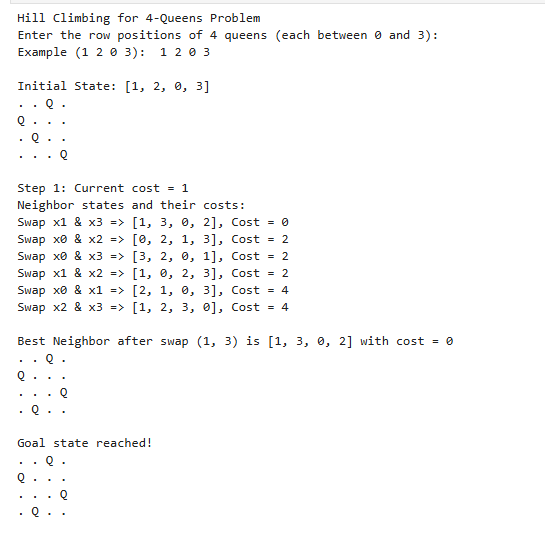 Hill Climbing for 4-Queens Problem
Enter the row positions of 4 queens (each between 0 and 3):
Example (1 2 0 3):  1 2 0 3

Initial State: [1, 2, 0, 3]
. . Q .
Q . . .
. Q . .
. . . Q

Step 1: Current cost = 1
Neighbor states and their costs:
Swap x1 & x3 => [1, 3, 0, 2], Cost = 0
Swap x0 & x2 => [0, 2, 1, 3], Cost = 2
Swap x0 & x3 => [3, 2, 0, 1], Cost = 2
Swap x1 & x2 => [1, 0, 2, 3], Cost = 2
Swap x0 & x1 => [2, 1, 0, 3], Cost = 4
Swap x2 & x3 => [1, 2, 3, 0], Cost = 4

Best Neighbor after swap (1, 3) is [1, 3, 0, 2] with cost = 0
. . Q .
Q . . .
. . . Q
. Q . .

Goal state reached!
. . Q .
Q . . .
. . . Q
. Q . .